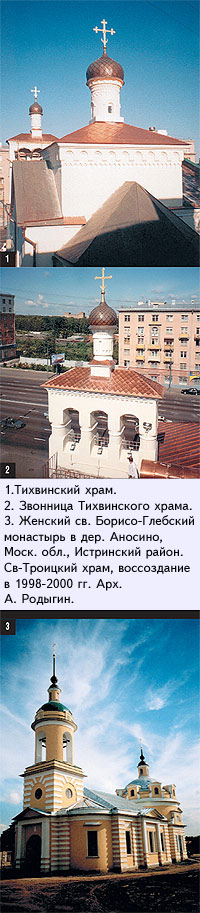 1
2
1.Тихвинский храм.
2. Звонница Тихвинского храма.
3. Женский св. Борисо-Глебский
монастырь в дер. Аносино,
Моск. обл., Истринский район.
Св-Троицкий храм, воссоздание
в 1998-2000 гг. Арх.
А. Родыгин.
3